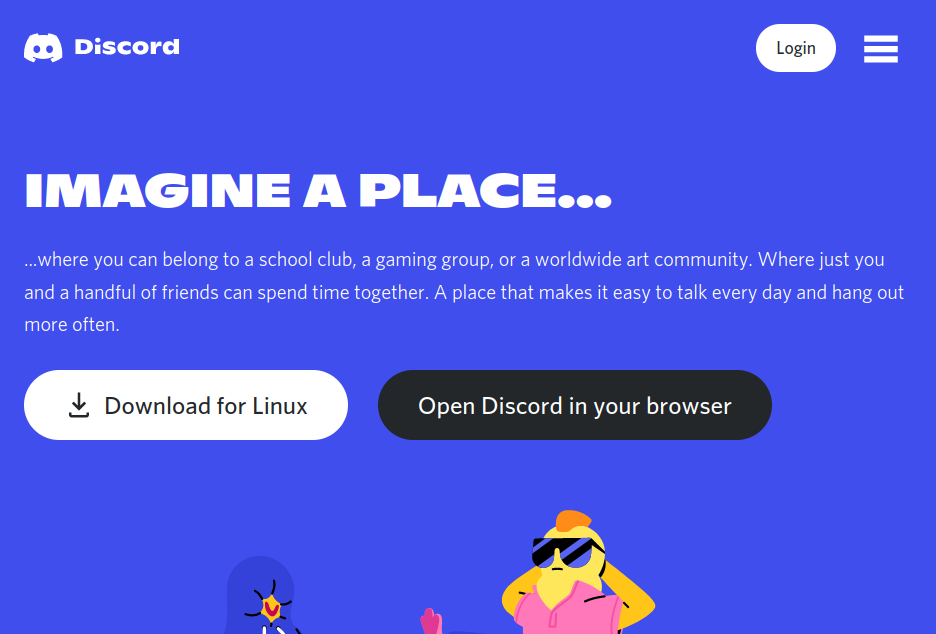 Discord
Login
IMAGINE A PLACE...
...where you can belong to a school club, a gaming group, or a worldwide art community. Where just you
and a handful of friends can spend time together. A place that makes it easy to talk every day and hang out
more often.
Download for Linux
Open Discord in your browser